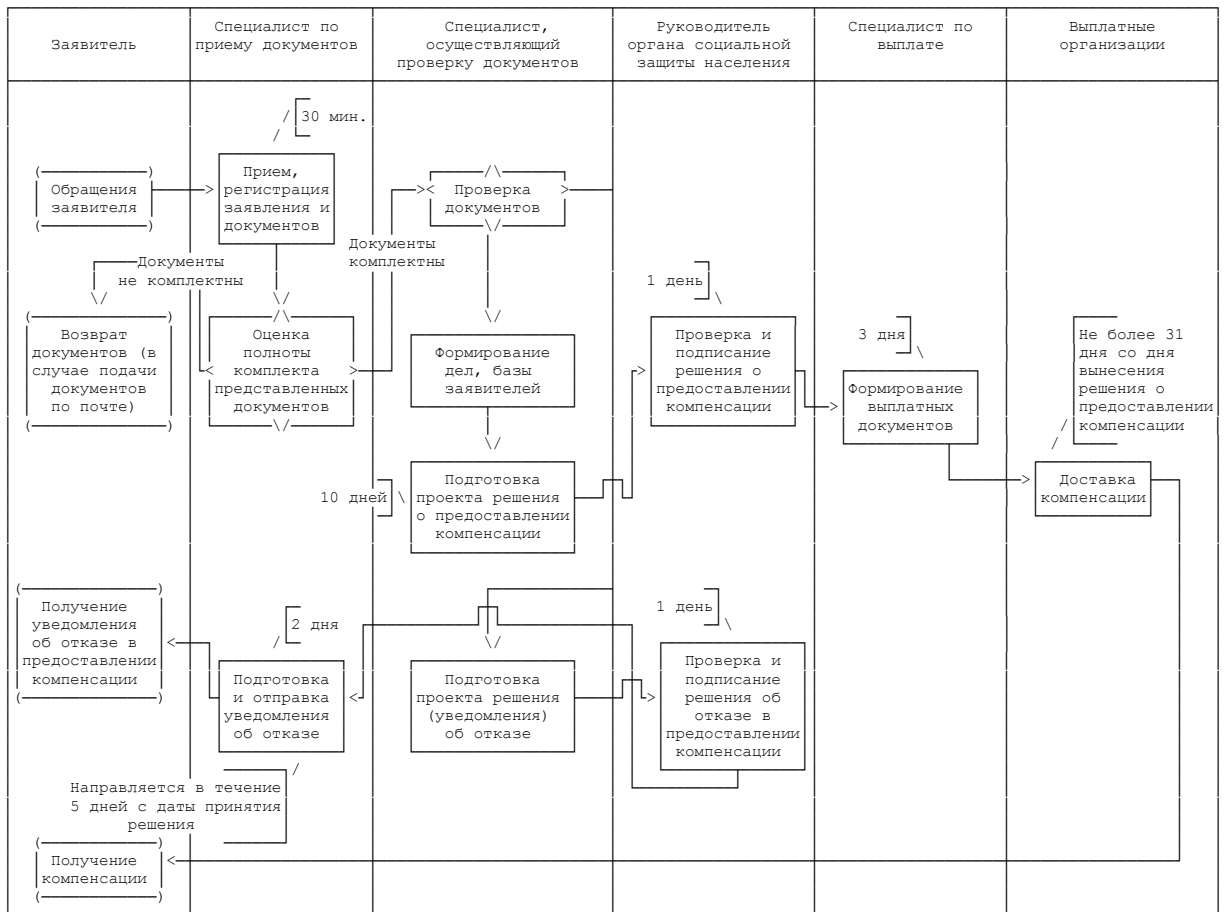 Заявитель
Специалист по
приему документов
Специалист,
осуществляющий
проверку документов
Руководитель
органа социальной
защиты населения
Специалист по
выплате
Выплатные
организации
30 мин.
Обращения
заявителя
Прием,
регистрация
заявления и
документов
Проверка
документов
Документы
не комплектны
Документы
комплектны
Возврат
документов (в
случае подачи
документов
по почте)
Оценка
полноты
комплекта
представленных
документов
Формирование
дел, базы
заявителей
1 день
Проверка и
подписание
решения о
предоставлении
компенсации
3 дня
Формирование
выплатных
документов
Не более 31
дня со дня
вынесения
решения о
предоставлении
компенсации
10 дней
Подготовка
проекта решения
о предоставлении
компенсации
Доставка
компенсации
Получение
уведомления
об отказе в
предоставлении
компенсации
2 дня
Подготовка
и отправка
уведомления
об отказе
Подготовка
проекта решения
(уведомления)
об отказе
1 день
Проверка и
подписание
решения об
отказе в
предоставлении
компенсации
Направляется в течение
5 дней с даты принятия
решения
Получение
компенсации